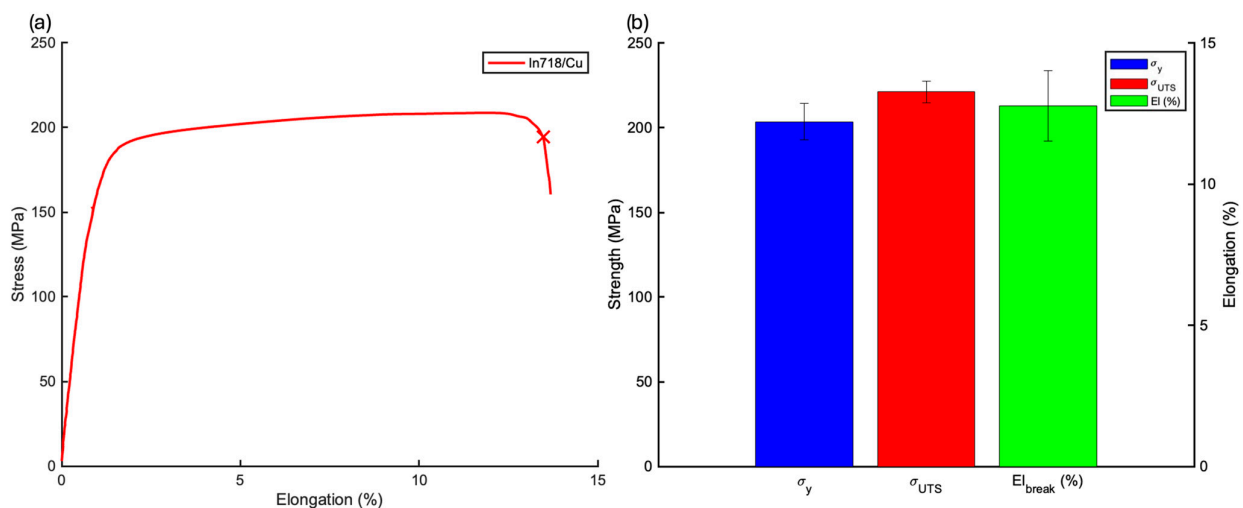 (a)
250
200
150
100
50
0
Stress (MPa)
In718/Cu
0 5 10 15
Elongation (%)
(b)
250
200
150
100
50
0
Strength (MPa)
σy
σUTS
El (%)
15
10
5
0
Elongation (%)
σy σUTS Elbreak (%)